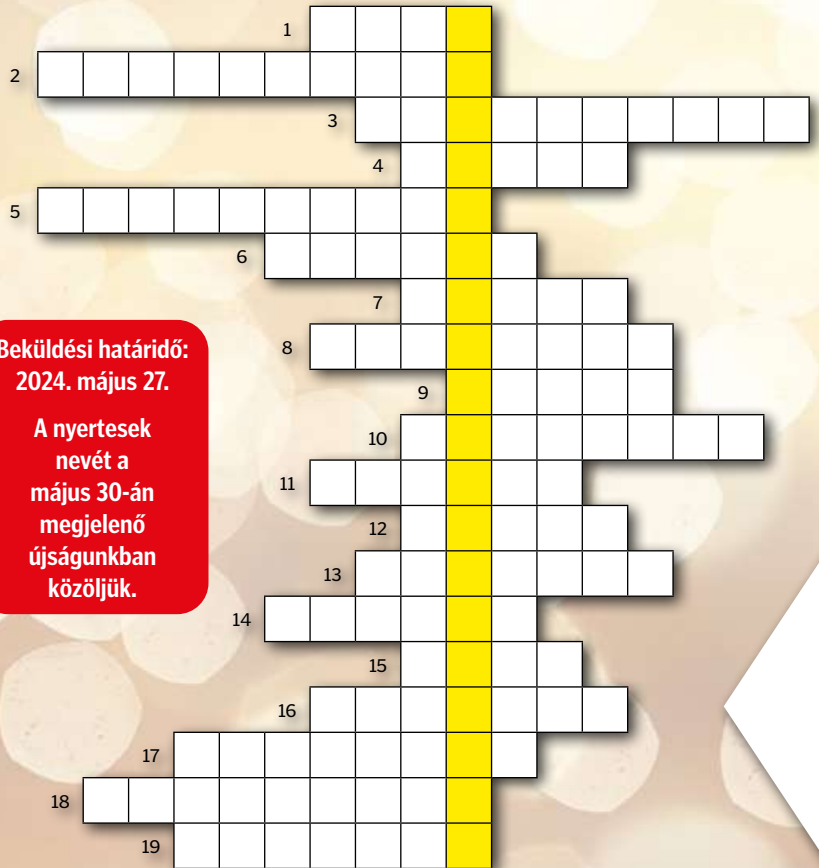 1
2
3
4
5
6
7
8
9
10
11
12
13
14
15
16
17
18
19
Beküldési határidő:
2024. május 27.
A nyertesek
nevét a
május 30-án
megjelenő
újságunkban
közöljük.